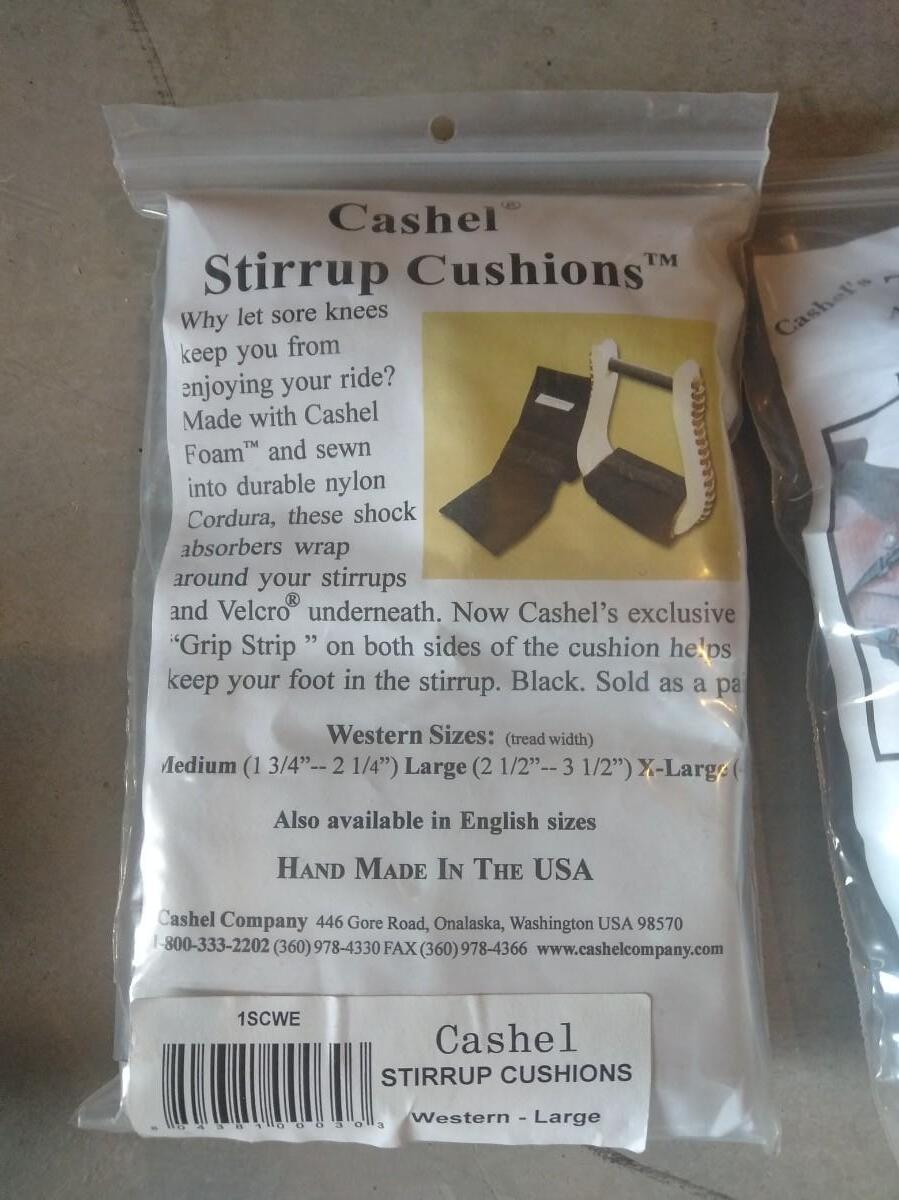 Cashel®
Stirrup Cushions™
Why let sore knees
keep you from
enjoying your ride?
Made with Cashel
Foam™ and sewn
into durable nylon
Cordura, these shock
absorbers wrap
around your stirrups
and Velcro® underneath. Now Cashel's exclusive
"Grip Strip " on both sides of the cushion helps
keep your foot in the stirrup. Black. Sold as a pa
Western Sizes: (tread width)
Medium (1 3/4"-- 2 1/4") Large (2 1/2"-- 3 1/2") X-Large (
Also available in English sizes
HAND MADE IN THE USA
Cashel Company 446 Gore Road, Onalaska, Washington USA 98570
1-800-333-2202 (360) 978-4330 FAX (360) 978-4366 www.cashelcompany.com
1SCWE
Cashel
STIRRUP CUSHIONS
Western - Large
Cashel's